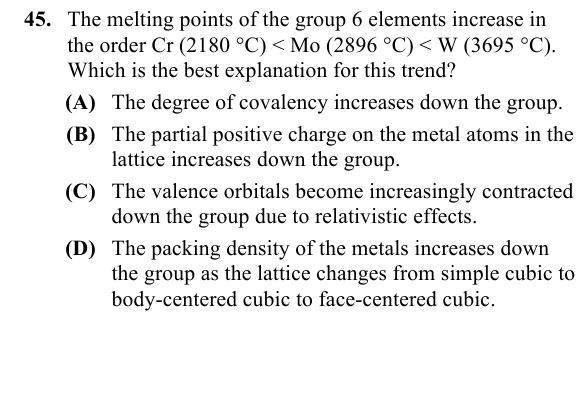 45. The melting points of the group 6 elements increase in
the order Cr (2180 °C) < Mo (2896 °C) < W (3695 °C).
Which is the best explanation for this trend?
(A) The degree of covalency increases down the group.
(B) The partial positive charge on the metal atoms in the
lattice increases down the group.
(C) The valence orbitals become increasingly contracted
down the group due to relativistic effects.
(D) The packing density of the metals increases down
the group as the lattice changes from simple cubic to
body-centered cubic to face-centered cubic.